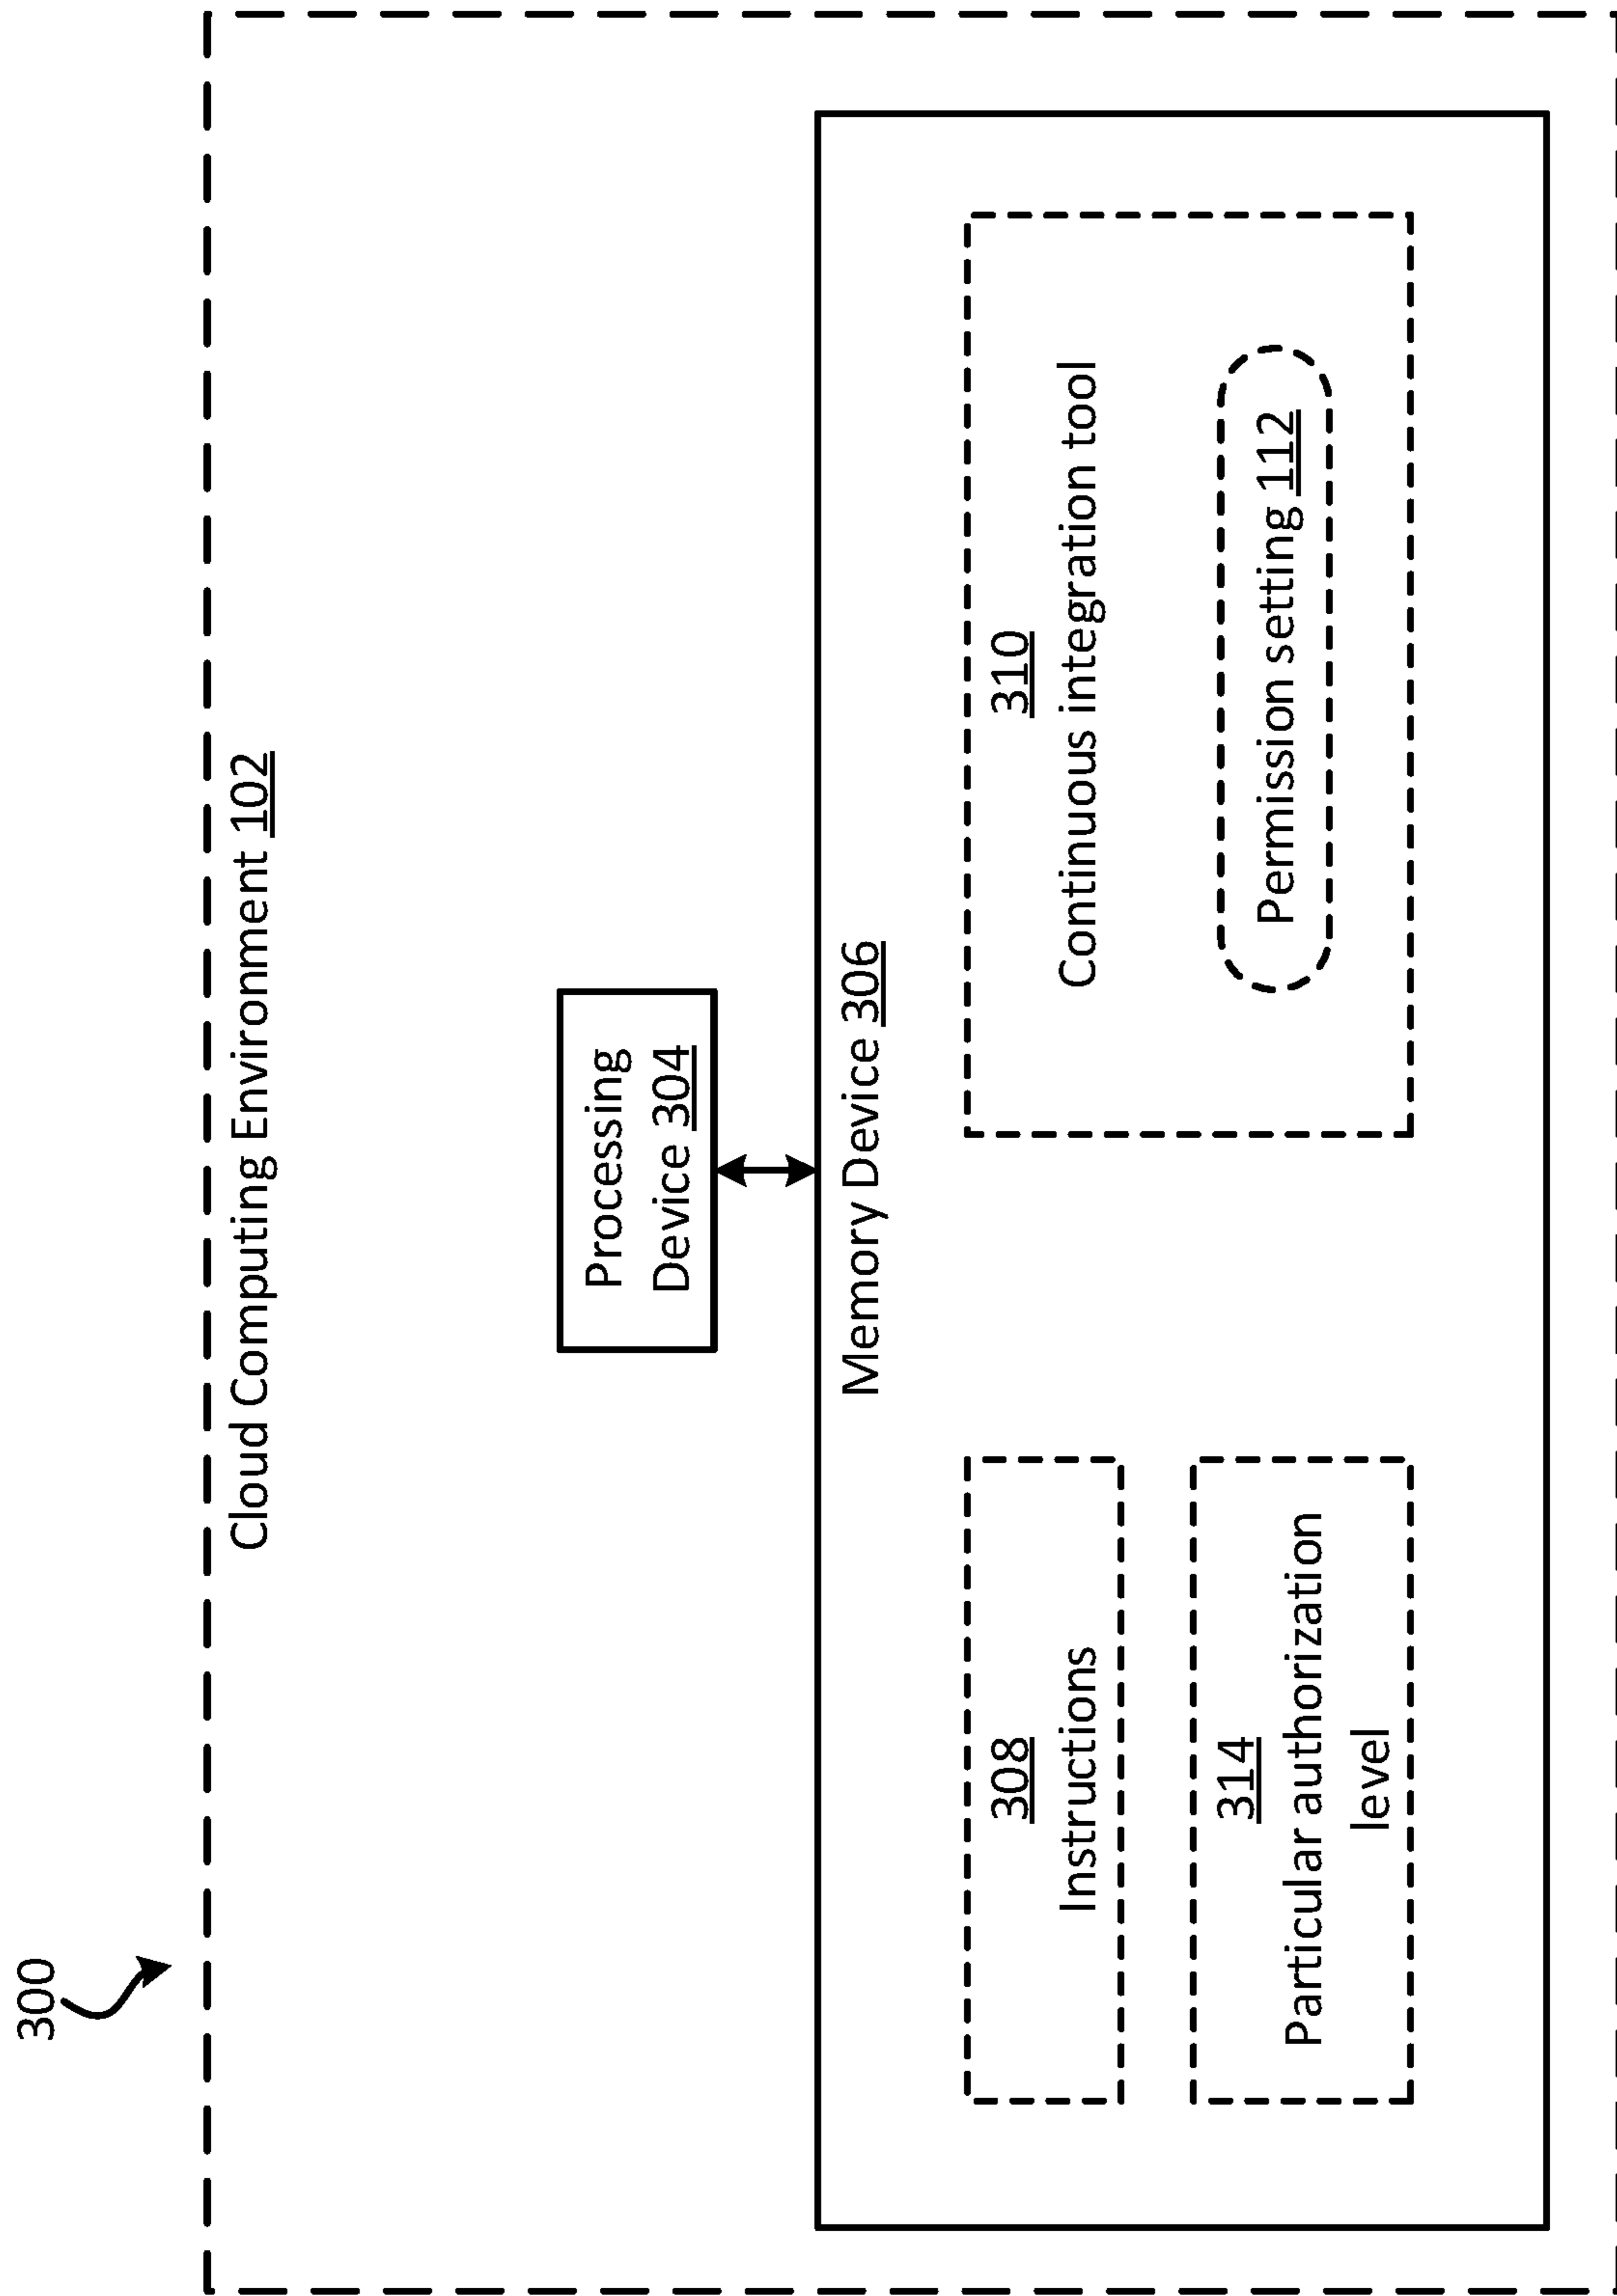 300
Cloud Computing Environment 102
Processing
Device 304
Memory Device 306
308
Instructions
314
Particular authorization
level
310
Continuous integration tool
Permission setting 112